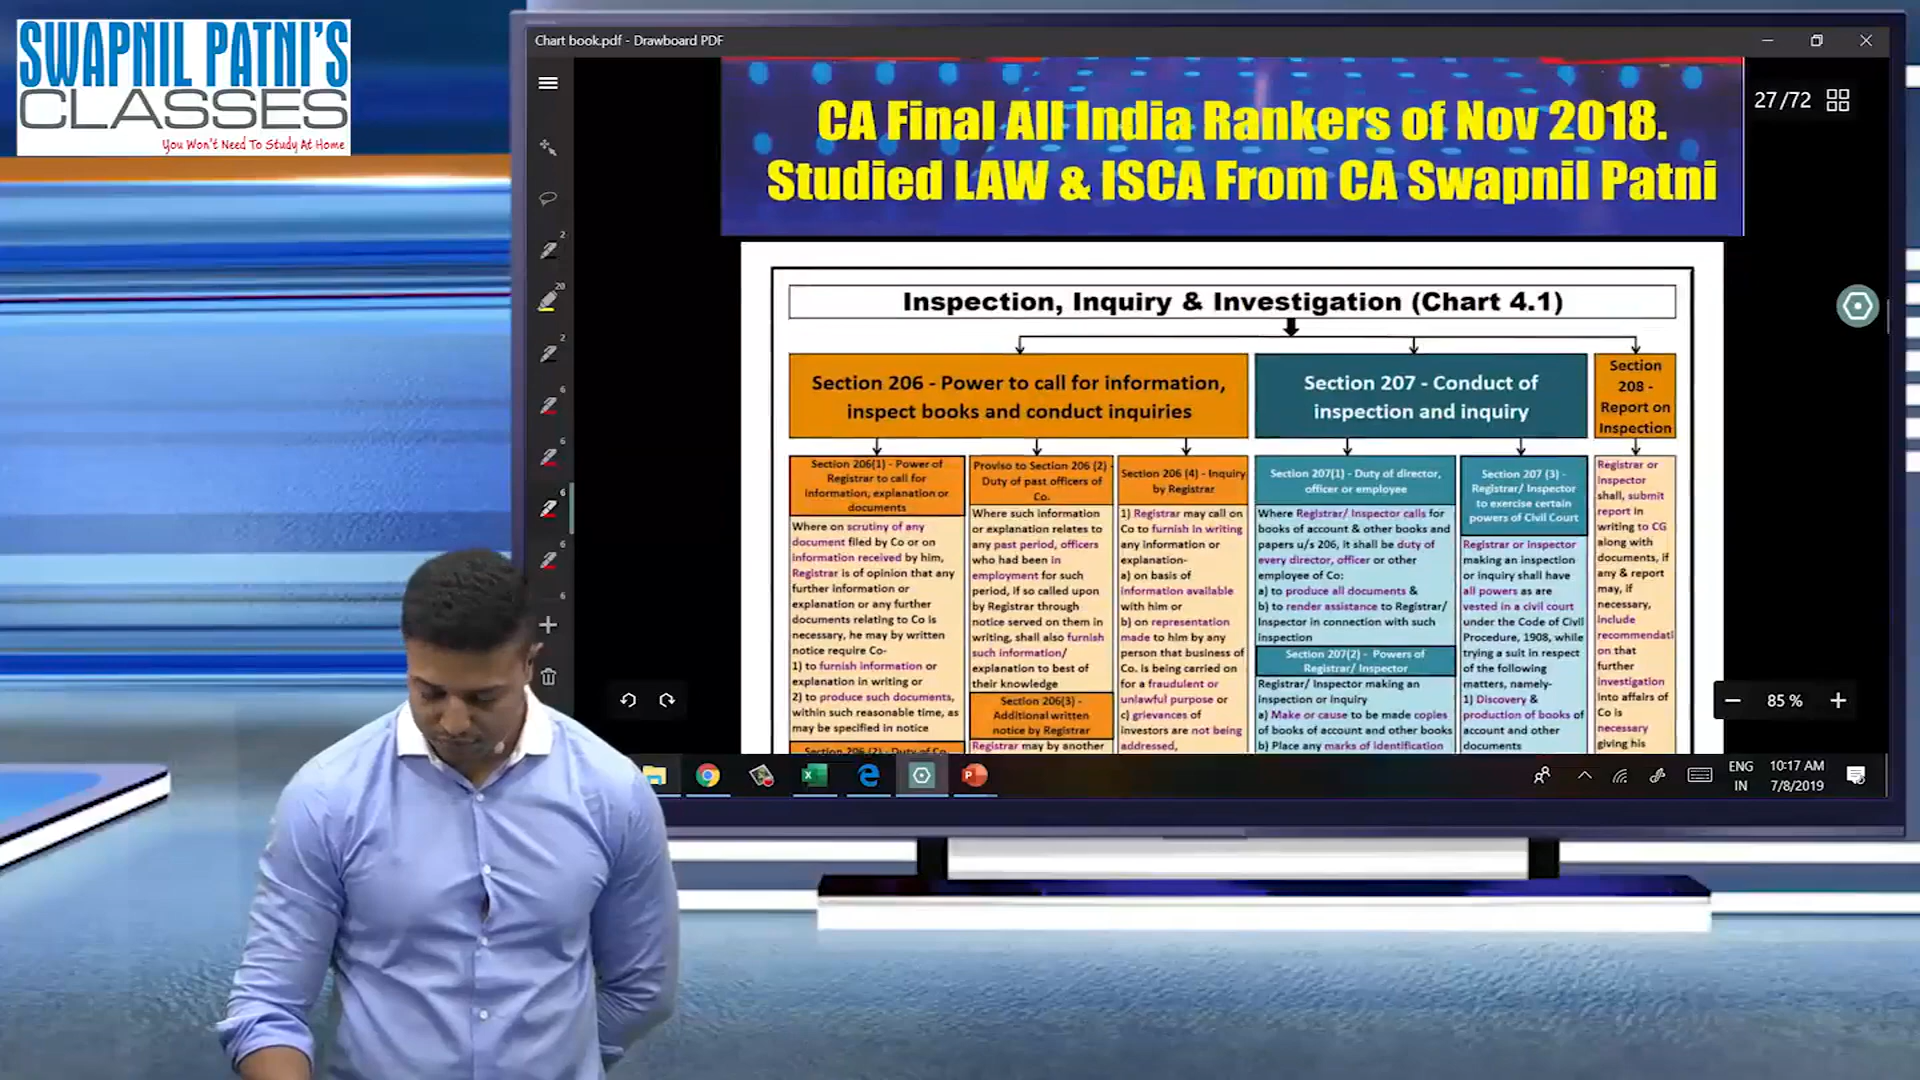 SWAPNIL PATNI'S
CLASSES
You Won't Need To Study At Home
Chart book.pdf - Drawboard PDF
27/72
CA Final All India Rankers of Nov 2018.
Studied LAW & ISCA From CA Swapnil Patni
Inspection, Inquiry & Investigation (Chart 4.1)
Section 206 - Power to call for information,
inspect books and conduct inquiries
Section 207 - Conduct of
inspection and inquiry
Section
208 -
Report on
Inspection
Section 206(1) - Power of
Registrar to call for
information, explanation or
documents
Where on scrutiny of any
document filed by Co or on
information received by him,
Registrar is of opinion that any
further information or
explanation or any further
documents relating to Co is
necessary, he may by written
notice require Co-
1) to furnish information or
explanation in writing or
2) to produce such documents,
within such reasonable time, as
may be specified in notice
Section 206 (2) - Duty of Co
Proviso to Section 206 (2) -
Duty of past officers of
Co.
Where such information
or explanation relates to
any past period, officers
who had been in
employment for such
period, if so called upon
by Registrar through
notice served on them in
writing, shall also furnish
such information/
explanation to best of
their knowledge
Section 206(3) -
Additional written
notice by Registrar
Registrar may by another
Section 206 (4) - Inquiry
by Registrar
1) Registrar may call on
Co to furnish in writing
any information or
explanation-
a) on basis of
information available
with him or
b) on representation
made to him by any
person that business of
Co. is being carried on
for a fraudulent or
unlawful purpose or
c) grievances of
investors are not being
addressed,
Section 207(1) - Duty of director,
officer or employee
Where Registrar/ Inspector calls for
books of account & other books and
papers u/s 206, it shall be duty of
every director, officer or other
employee of Co:
a) to produce all documents &
b) to render assistance to Registrar/
Inspector in connection with such
inspection
Section 207(2) - Powers of
Registrar/ Inspector
Registrar/ Inspector making an
inspection or inquiry
a) Make or cause to be made copies
of books of account and other books
b) Place any marks of identification
Section 207 (3) -
Registrar/ Inspector
to exercise certain
powers of Civil Court
Registrar or inspector
making an inspection
or inquiry shall have
all powers as are
vested in a civil court
under the Code of Civil
Procedure, 1908, while
trying a suit in respect
of the following
matters, namely-
1) Discovery &
production of books of
account and other
documents
Registrar or
inspector
shall, submit
report in
writing to CG
along with
documents, if
any & report
may, if
necessary,
include
recommendati
on that
further
investigation
into affairs of
Co is
necessary
giving his
2
20
2
6
6
6
6
6
85 %
ENG
IN
10:17 AM
7/8/2019